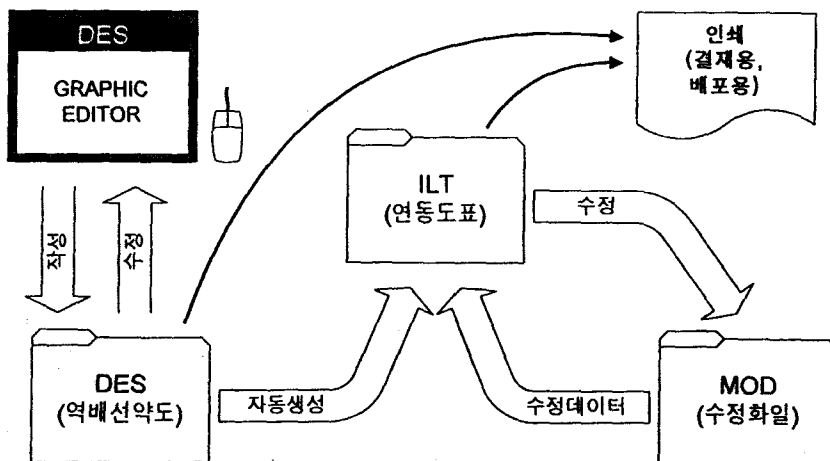 DES
GRAPHIC
EDITOR
인쇄
(결재용,
배포용)
ILT
(연동도표)
수정
작성
수정
DES
(역배선약도)
자동생성
수정데이터
MOD
(수정화일)